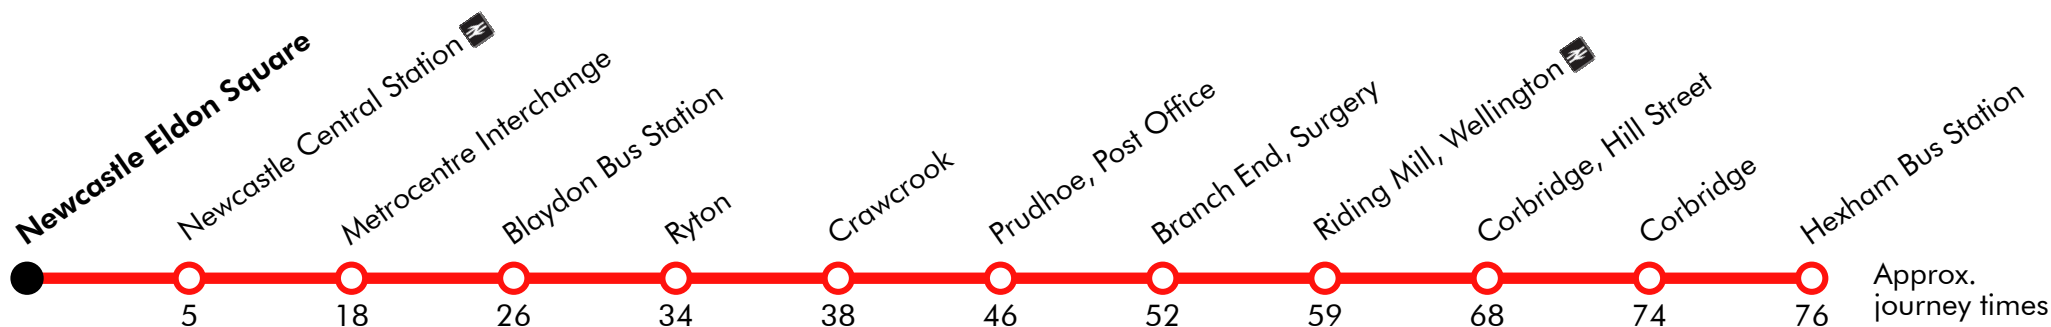 Newcastle Eldon Square
Newcastle Central Station
Metrocentre Interchange
Blaydon Bus Station
Ryton
Crawcrook
Prudhoe, Post Office
Branch End, Surgery
Riding Mill, Wellington
Corbridge, Hill Street
Corbridge
Hexham Bus Station
5 18 26 34 38 46 52 59 68 74 76
Approx.
journey times